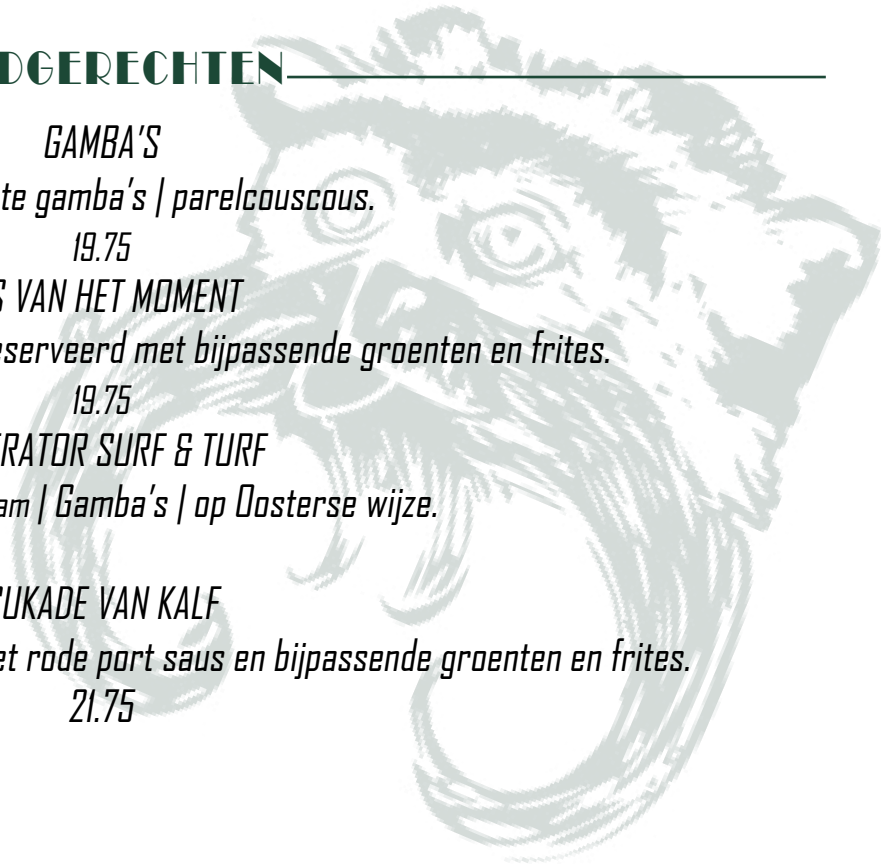 DGERECHTEN
GAMBA'S
te gamba's | parelcouscous.
19.75
S VAN HET MOMENT
eserveerd met bijpassende groenten en frites.
19.75
ERATOR SURF & TURF
am | Gamba's | op Oosterse wijze.
SUKADE VAN KALF
et rode port saus en bijpassende groenten en frites.
21.75